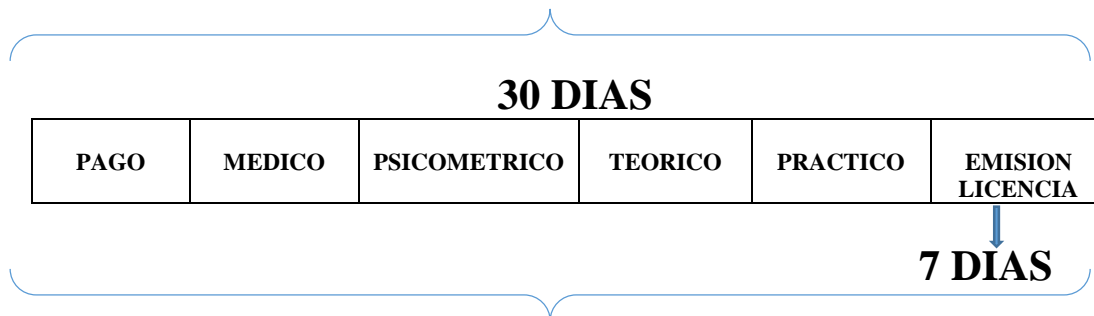 30 DIAS
PAGO
MEDICO
PSICOMETRICO
TEORICO
PRACTICO
EMISION
LICENCIA
7 DIAS